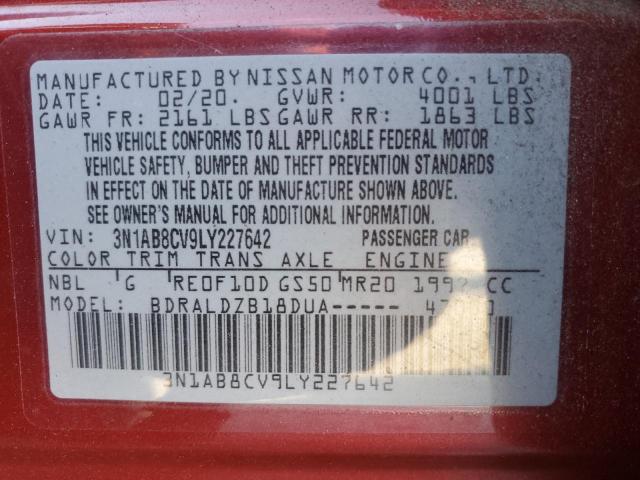 MANUFACTURED BY NISSAN MOTOR CO., LTD.
DATE: 02/20. GVWR: 4001 LBS
GAWR FR: 2161 LBS GAWR RR: 1863 LBS
THIS VEHICLE CONFORMS TO ALL APPLICABLE FEDERAL MOTOR
VEHICLE SAFETY, BUMPER AND THEFT PREVENTION STANDARDS
IN EFFECT ON THE DATE OF MANUFACTURE SHOWN ABOVE.
SEE OWNER'S MANUAL FOR ADDITIONAL INFORMATION.
VIN: 3N1AB8CV9LY227642 PASSENGER CAR
COLOR TRIM TRANS AXLE ENGINE
NBL G RE0F10D GS50 MR20 CC
MODEL: BDRALDZB18DUA-----
3N1AB8CV9LY227642